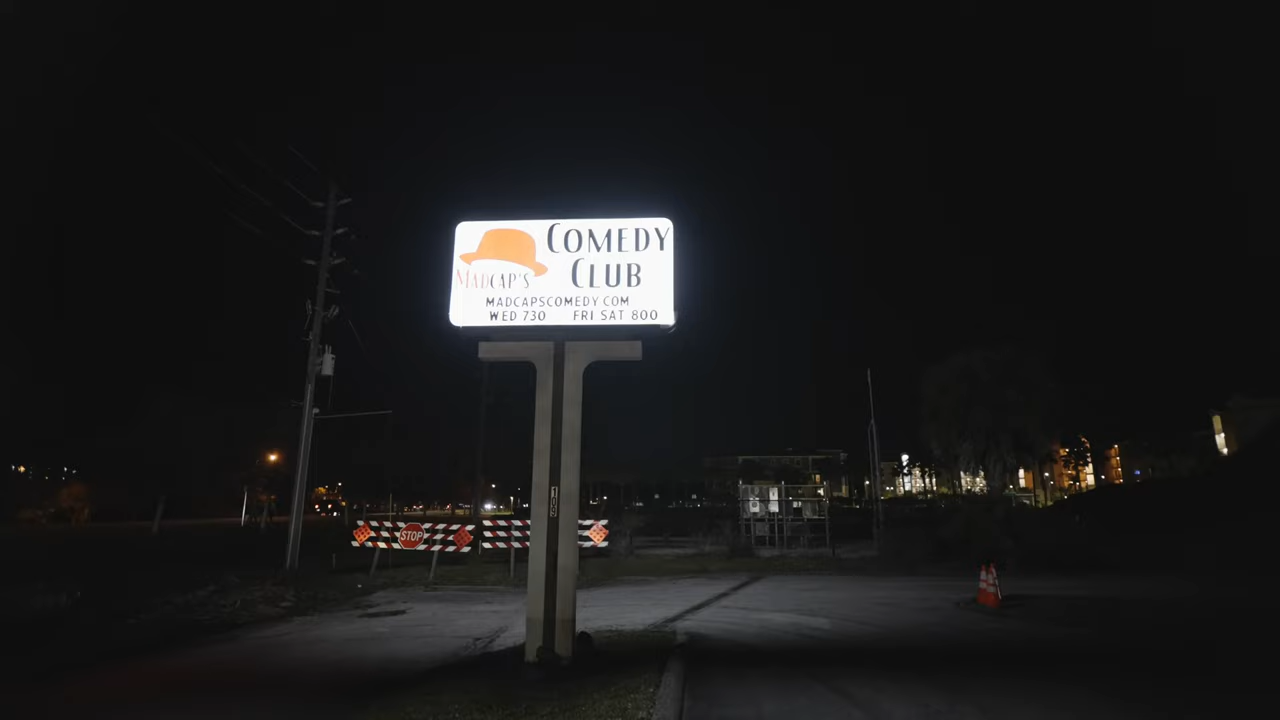 COMEDY
CLUB
MADCAP'S
MADCAPSCOMEDY COM
WED 730 FRI SAT 800
STOP